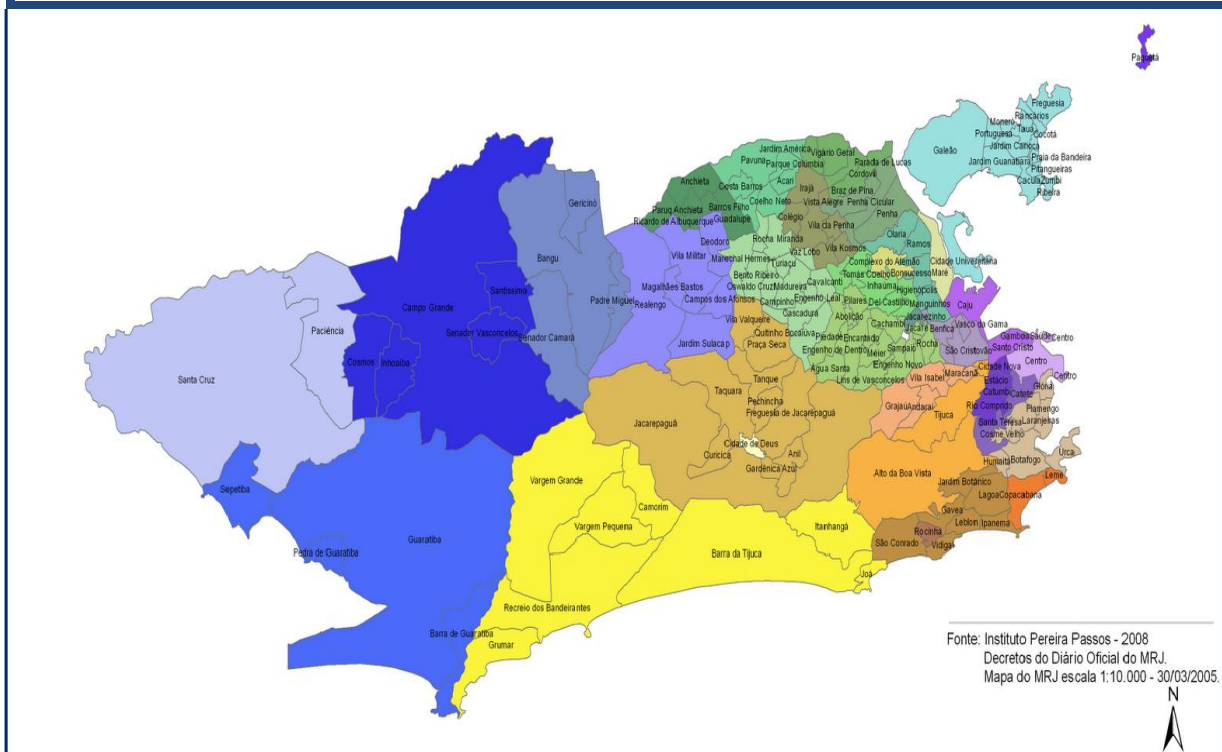 Paquetá
Freguesia
Rancários
Moneró
Tauá
Portuguesa
Cocotá
Galeão
Jardim Carioca
Praia da Bandeira
Jardim Guanabara
Pitangueiras
Cacuia
Zumbi
Ribeira
Jardim América
Vigário Geral
Pavuna
Parque Colúmbia
Parada de Lucas
Cordovil
Anchieta
Costa Barros
Acari
Irajá
Braz de Pina
Coelho Neto
Vista Alegre
Penha Cicular
Paruq Anchieta
Barros Filho
Colégio
Penha
Ricardo de Albuquerque
Guadalupe
Vila da Penha
Gericinó
Olaria
Deodoro
Rocha Miranda
Vila Kosmos
Ramos
Vila Militar
Marechal Hermes
Vaz Lobo
Turiaçu
Complexo do Alemão
Cidade Universitaria
Bangu
Bento Ribeiro
Cavalcanti
Tomás Coelho
Bonsucesso
Maré
Magalhães Bastos
Oswaldo Cruz
Madureira
Inhaúma
Higienópolis
Padre Miguel
Realengo
Campos dos Afonsos
Campinho
Engenho Leal
Pilares
Del Castilho
Manguinhos
Caju
Santíssimo
Campo Grande
Cascadura
Abolição
Jacarezinho
Vila Valqueire
Cachambi
Jacaré
Benfica
Vasco da Gama
Paciência
Senador Vasconcelos
Senador Camará
Quitinho Bocaiúva
Piedade
Encantado
Rocha
Gamboa
Saúde
Centro
Jardim Sulacap
Praça Seca
Engenho de Dentro
Méier
Sampaio
São Cristovão
Santo Cristo
Cosmos
Inhoaíba
Água Santa
Engenho Novo
Maracanã
Cidade Nova
Centro
Santa Cruz
Tanque
Lins de Vasconcelos
Vila Isabel
Estácio
Centro
Taquara
Pechincha
Catumbi
Catete
Glória
Freguesia de Jacarepaguá
Grajaú
Andaraí
Tijuca
Rio Comprido
Flamengo
Jacarepaguá
Santa Teresa
Laranjeiras
Cidade de Deus
Cosme Velho
Curicica
Anil
Humaitá
Botafogo
Urca
Gardênica Azul
Alto da Boa Vista
Vargem Grande
Jardim Botânico
Leme
Sepetiba
Camorim
Lagoa
Copacabana
Gavea
Vargem Pequena
Itanhangá
Leblon
Ipanema
Guaratiba
Rocinha
Pedra de Guaratiba
Barra da Tijuca
São Conrado
Vidigal
Joá
Recreio dos Bandeirantes
Barra de Guaratiba
Grumar
Fonte: Instituto Pereira Passos - 2008
Decretos do Diário Oficial do MRJ.
Mapa do MRJ escala 1:10.000 - 30/03/2005.
N